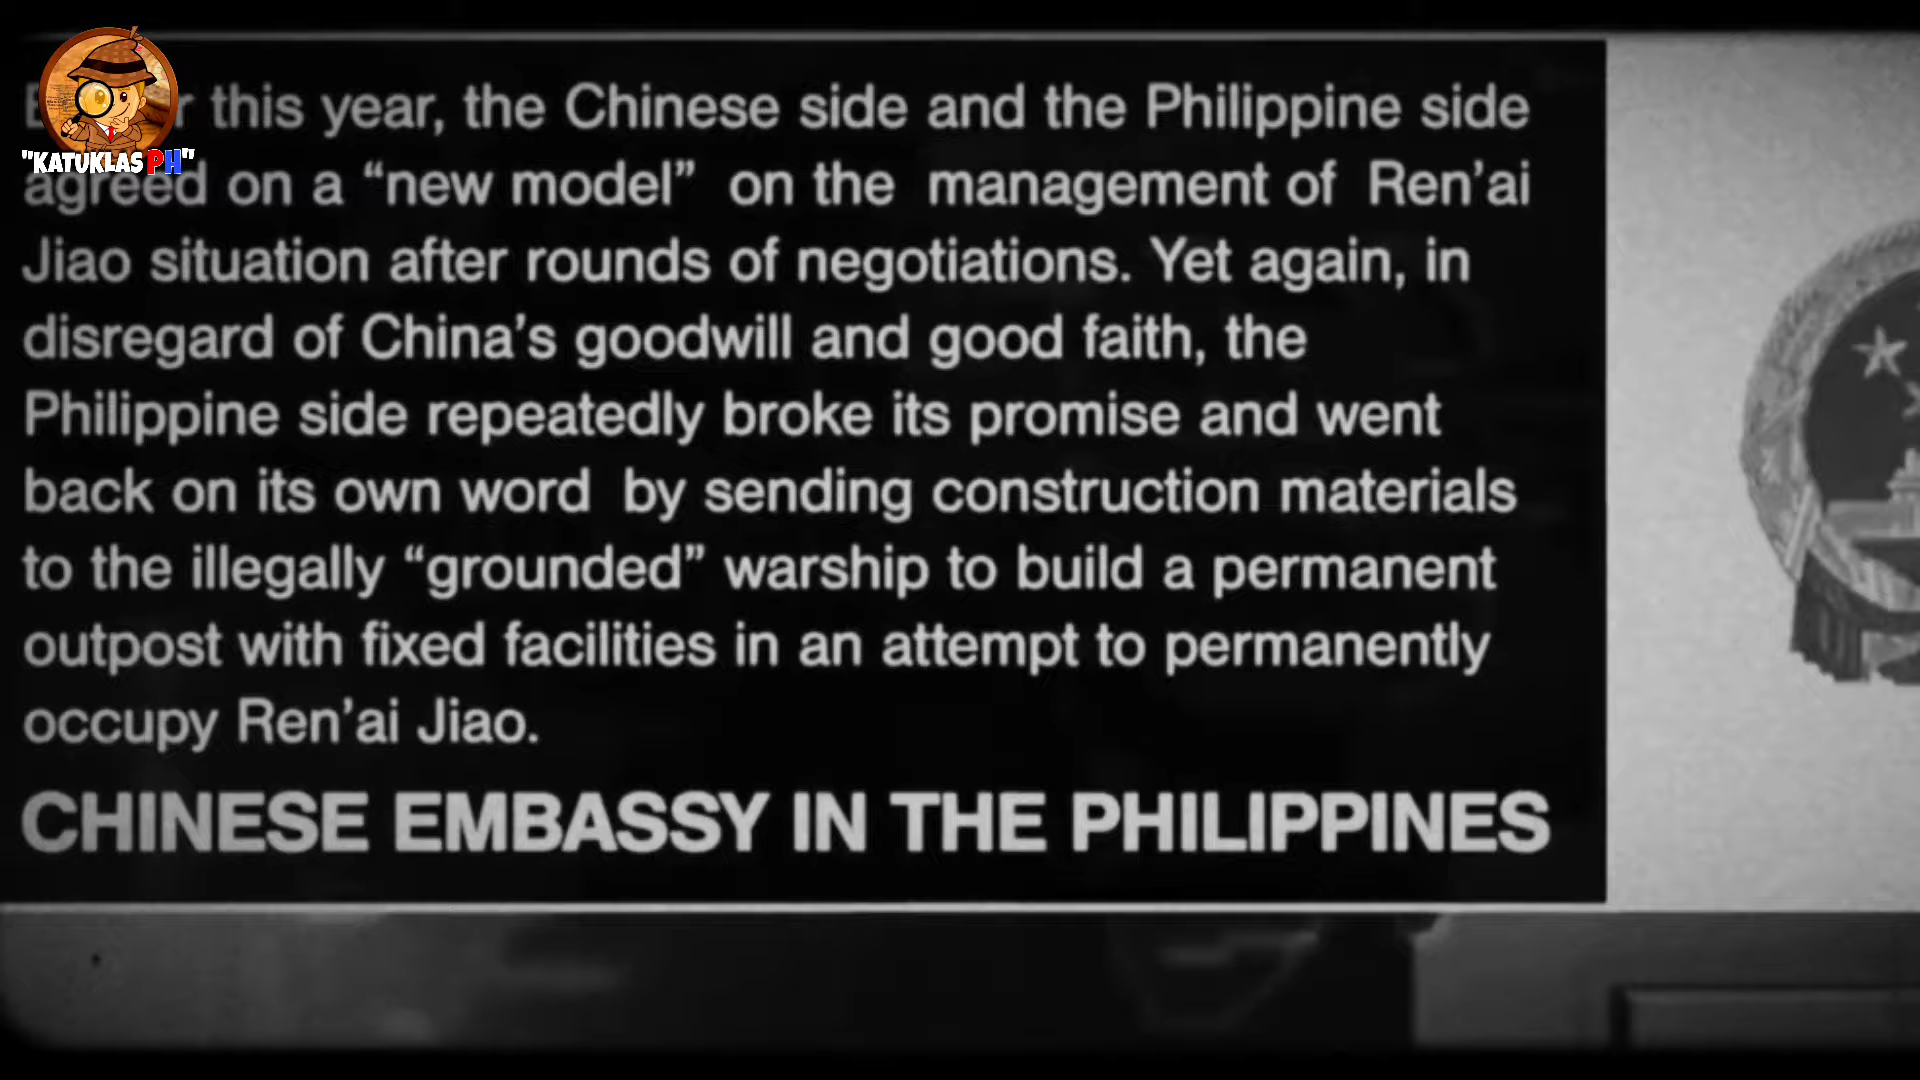 "KATUKLAS PH"
this year, the Chinese side and the Philippine side
agreed on a “new model” on the management of Ren’ai
Jiao situation after rounds of negotiations. Yet again, in
disregard of China’s goodwill and good faith, the
Philippine side repeatedly broke its promise and went
back on its own word by sending construction materials
to the illegally “grounded” warship to build a permanent
outpost with fixed facilities in an attempt to permanently
occupy Ren’ai Jiao.
CHINESE EMBASSY IN THE PHILIPPINES